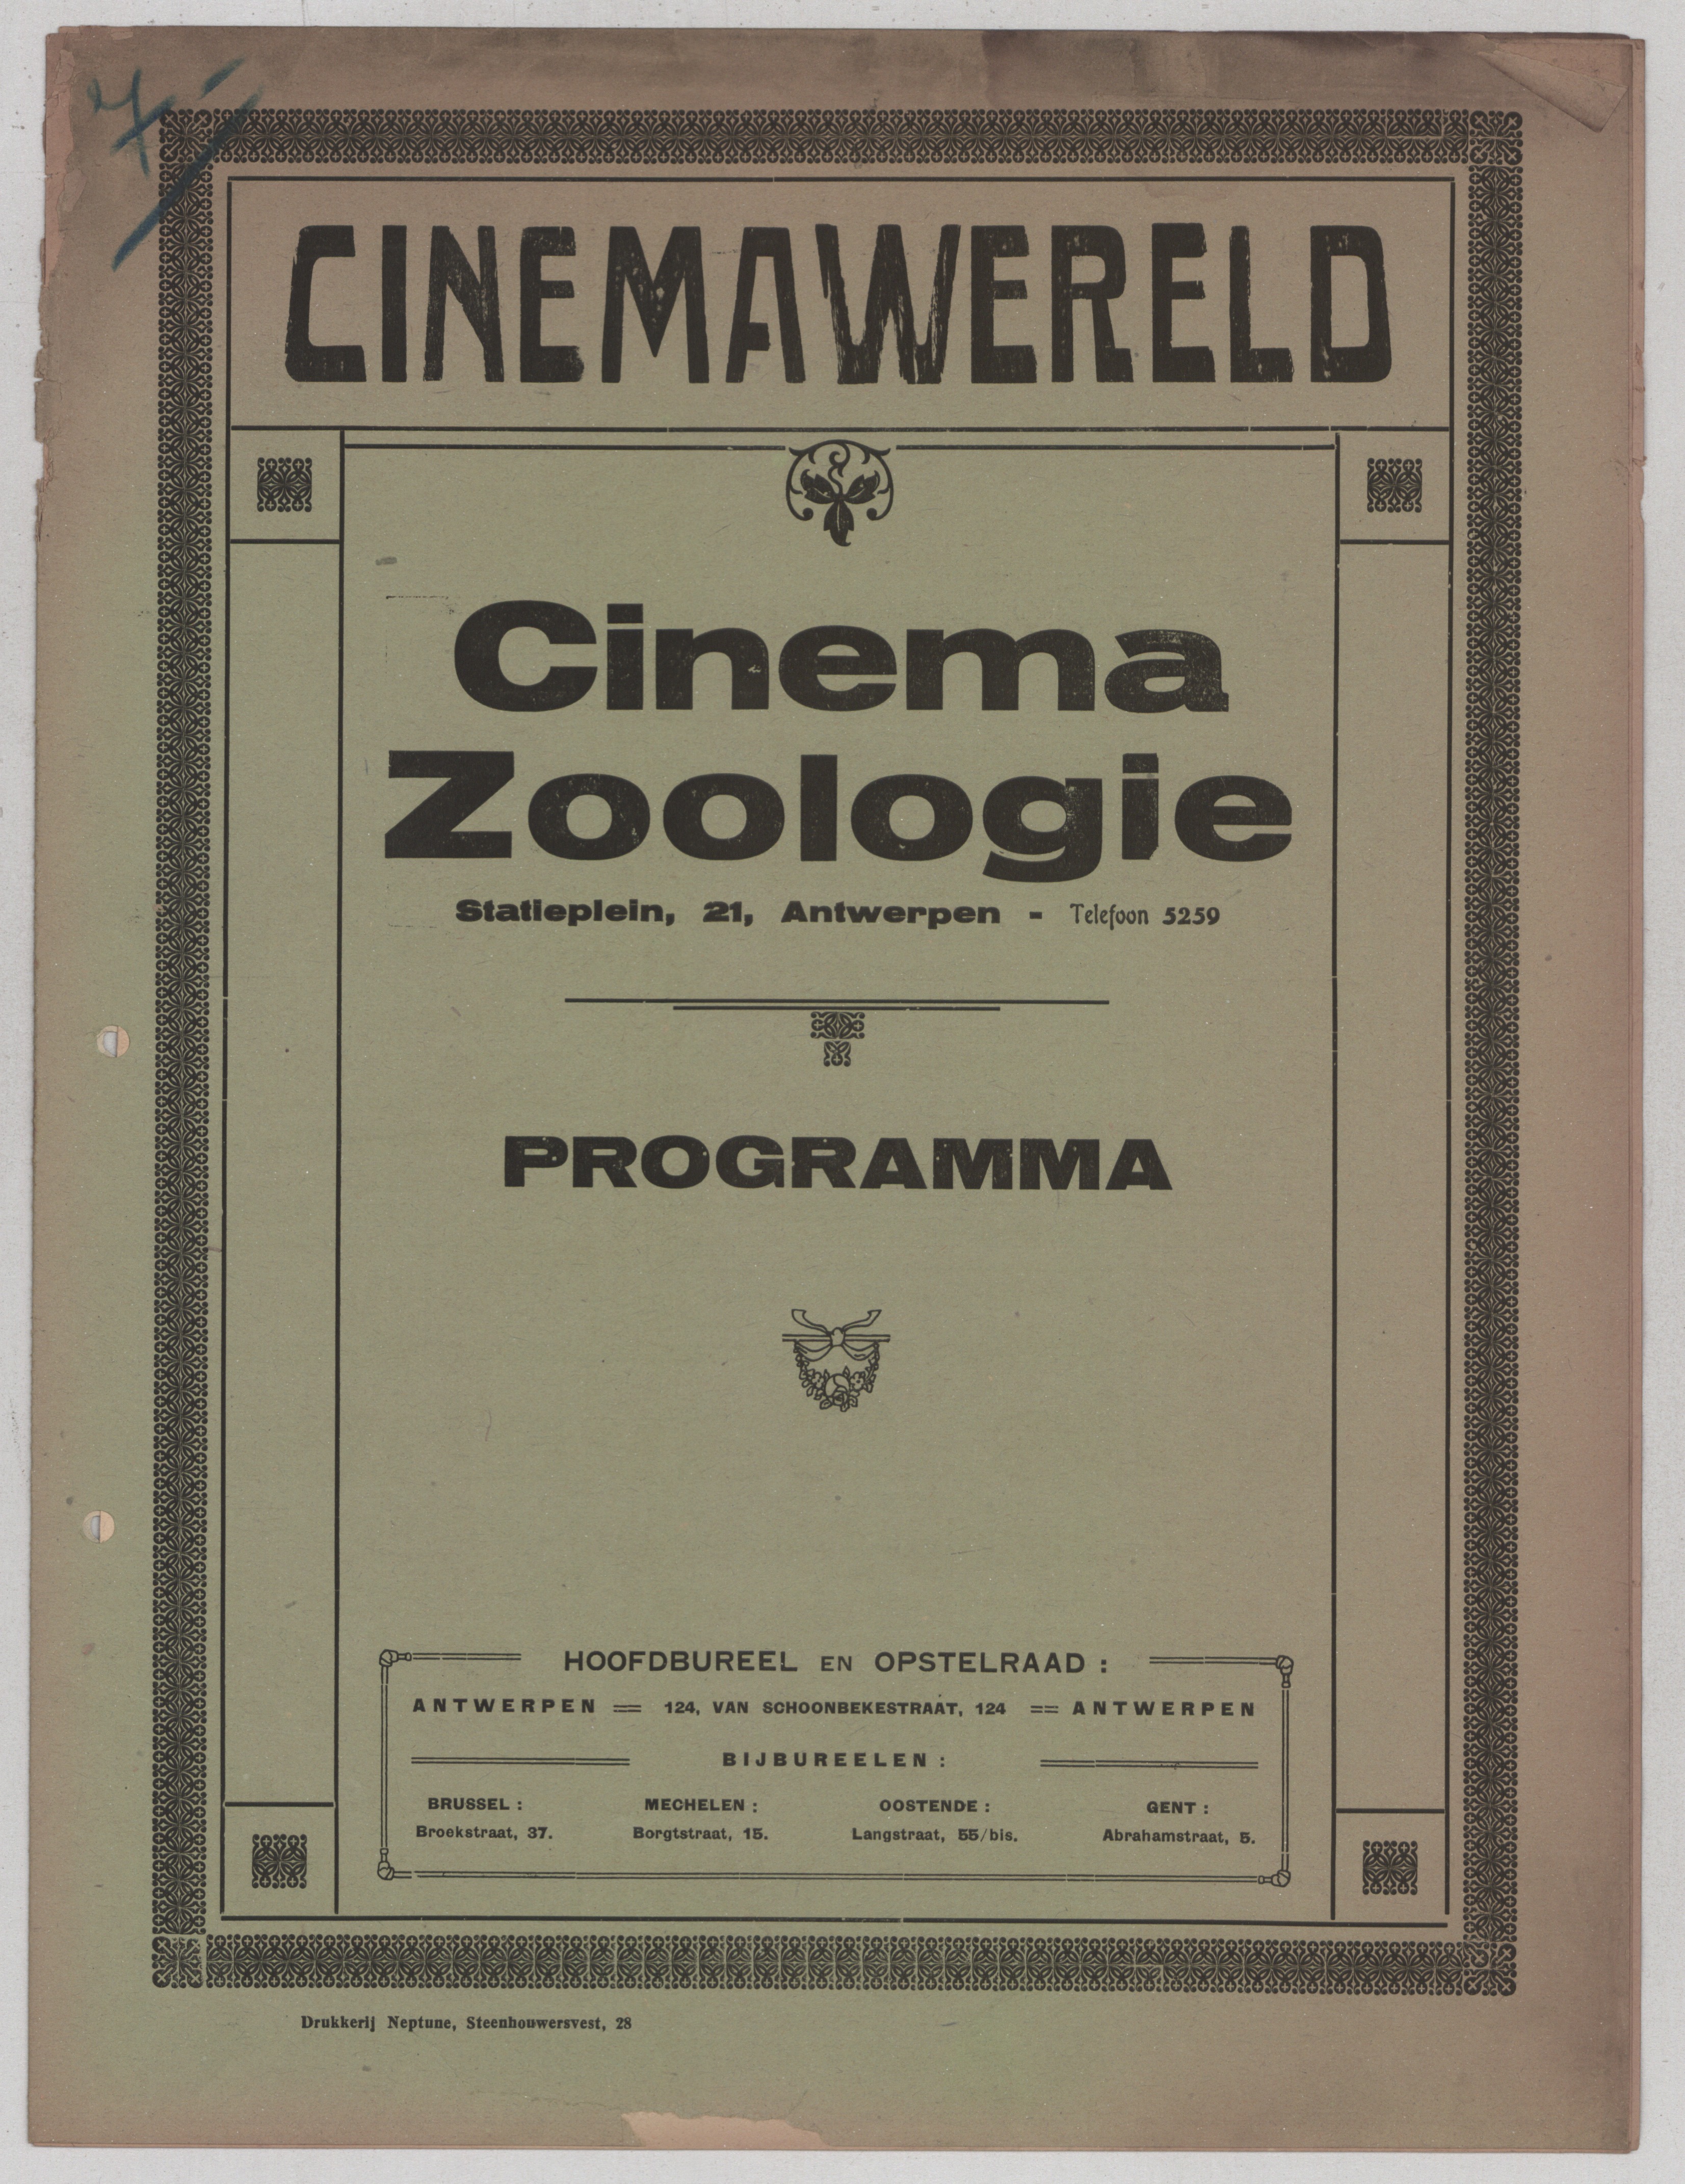 7
CINEMAWERELD
Cinema
Zoologie
Statieplein, 21, Antwerpen - Telefoon 5259
PROGRAMMA
HOOFDBUREEL EN OPSTELRAAD :
ANTWERPEN == 124, VAN SCHOONBEKESTRAAT, 124 == ANTWERPEN
BIJBUREELEN :
BRUSSEL : MECHELEN : OOSTENDE : GENT :
Broekstraat, 37. Borgtstraat, 15. Langstraat, 55/bis. Abrahamstraat, 5.
Drukkerij Neptune, Steenhouwersvest, 28